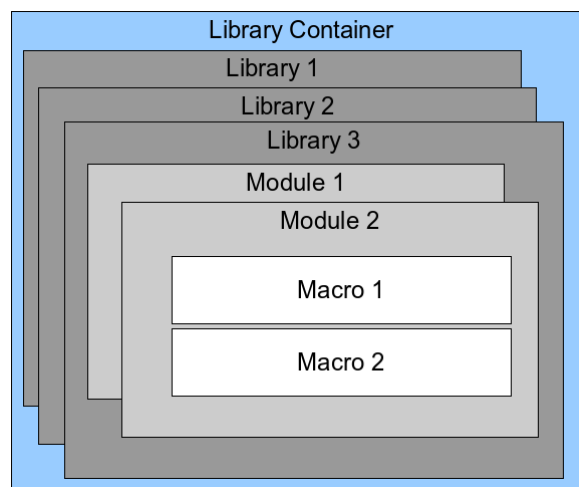 Library Container
Library 1
Library 2
Library 3
Module 1
Module 2
Macro 1
Macro 2